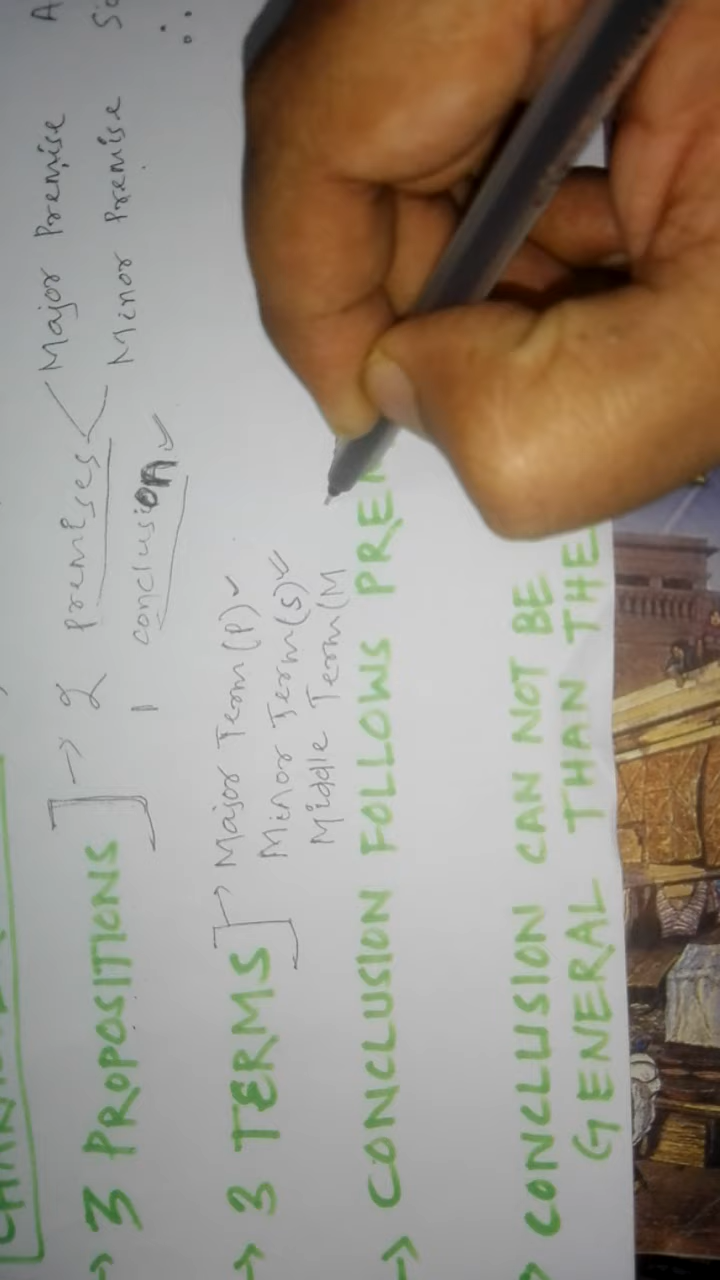 → 3 PROPOSITIONS ] → 2 premises < Major Premise A
1 conclusion ✓ Minor Premise
∴
→ 3 TERMS ] → Major Term (P) ✓
Minor Term (S) ✓
Middle Term (M
→ CONCLUSION FOLLOWS
CONCLUSION CAN NOT BE
GENERAL THAN THE